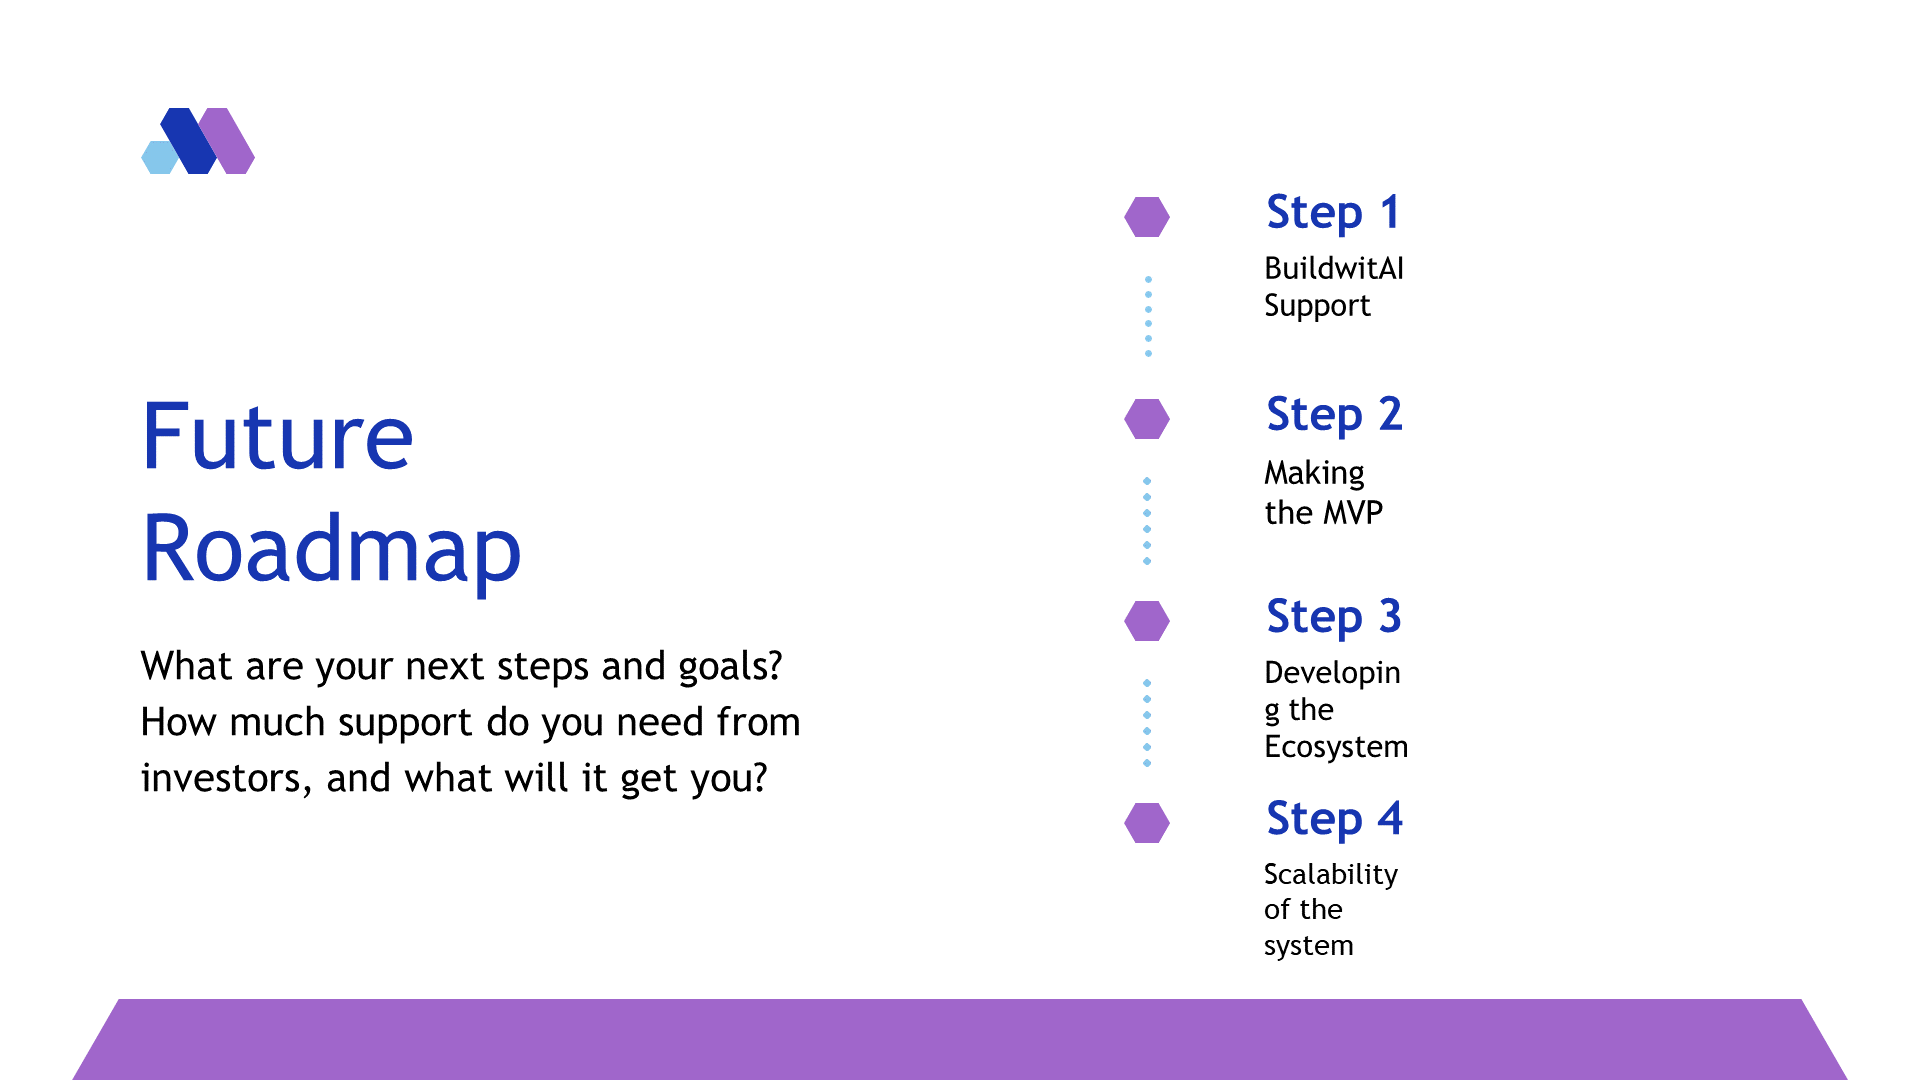 Future
Roadmap
What are your next steps and goals?
How much support do you need from
investors, and what will it get you?
Step 1
BuildwitAI
Support
Step 2
Making
the MVP
Step 3
Developin
g the
Ecosystem
Step 4
Scalability
of the
system